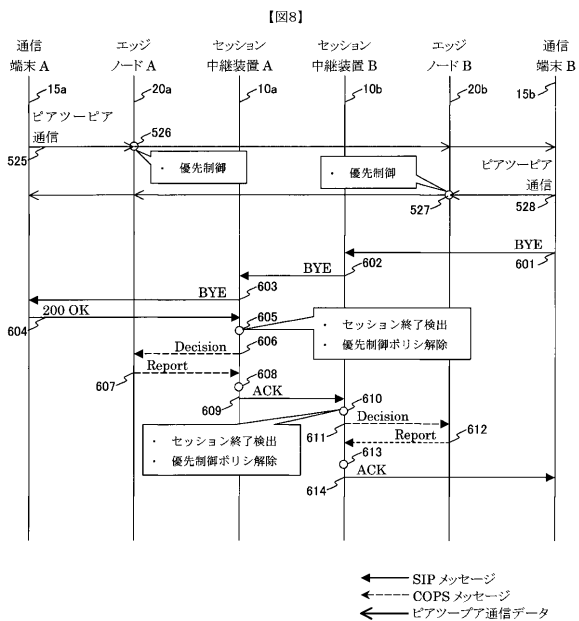 【図8】
通信 エッジ セッション セッション エッジ 通信
端末 A ノード A 中継装置 A 中継装置 B ノード B 端末 B
15a 20a 10a 10b 20b 15b
ピアツーピア
通信
525
526
・ 優先制御
・ 優先制御
ピアツーピア
通信
527
528
BYE
601
BYE
602
BYE
603
200 OK
604
605
・ セッション終了検出
・ 優先制御ポリシ解除
Decision
606
Report
607
608
ACK
609
610
Decision
611
Report
612
・ セッション終了検出
・ 優先制御ポリシ解除
613
ACK
614
SIP メッセージ
COPS メッセージ
ピアツープア通信データ